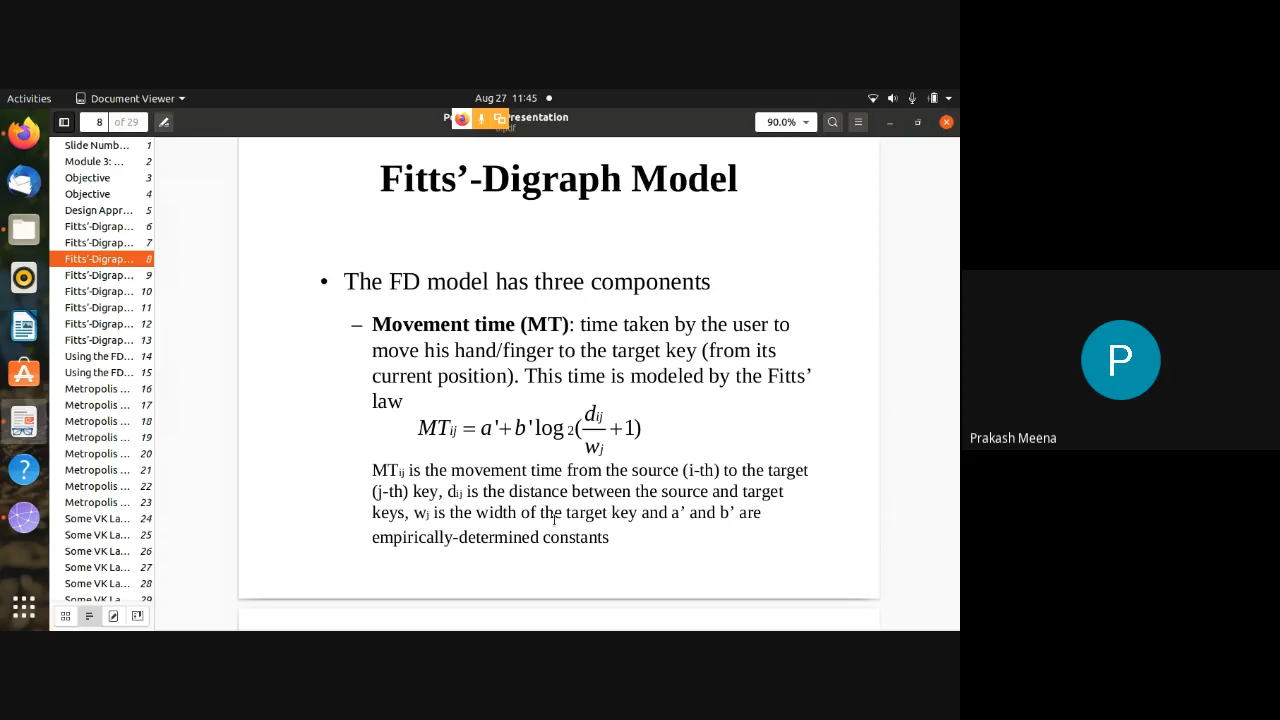 Activities
Document Viewer
Aug 27 11:45
8 of 29
Presentation
.pdf
90.0%
Slide Numb... 1
Module 3: ... 2
Objective 3
Objective 4
Design Appr... 5
Fitts'-Digrap... 6
Fitts'-Digrap... 7
Fitts'-Digrap... 8
Fitts'-Digrap... 9
Fitts'-Digrap... 10
Fitts'-Digrap... 11
Fitts'-Digrap... 12
Fitts'-Digrap... 13
Using the FD... 14
Using the FD... 15
Metropolis ... 16
Metropolis ... 17
Metropolis ... 18
Metropolis ... 19
Metropolis ... 20
Metropolis ... 21
Metropolis ... 22
Metropolis ... 23
Some VK La... 24
Some VK La... 25
Some VK La... 26
Some VK La... 27
Some VK La... 28
Some VK La... 29
Fitts’-Digraph Model
• The FD model has three components
– Movement time (MT): time taken by the user to
move his hand/finger to the target key (from its
current position). This time is modeled by the Fitts’
law
MTij = a'+b'log2(dij/wj+1)
MTij is the movement time from the source (i-th) to the target
(j-th) key, dij is the distance between the source and target
keys, wj is the width of the target key and a’ and b’ are
empirically-determined constants
P
Prakash Meena